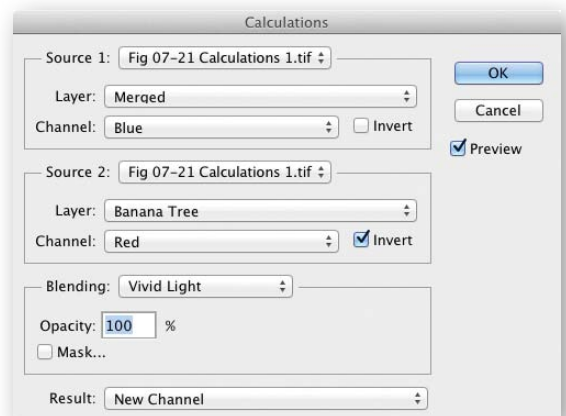 Calculations
Source 1: Fig 07-21 Calculations 1.tif
OK
Layer: Merged
Cancel
Channel: Blue Invert
Preview
Source 2: Fig 07-21 Calculations 1.tif
Layer: Banana Tree
Channel: Red Invert
Blending: Vivid Light
Opacity: 100 %
Mask...
Result: New Channel